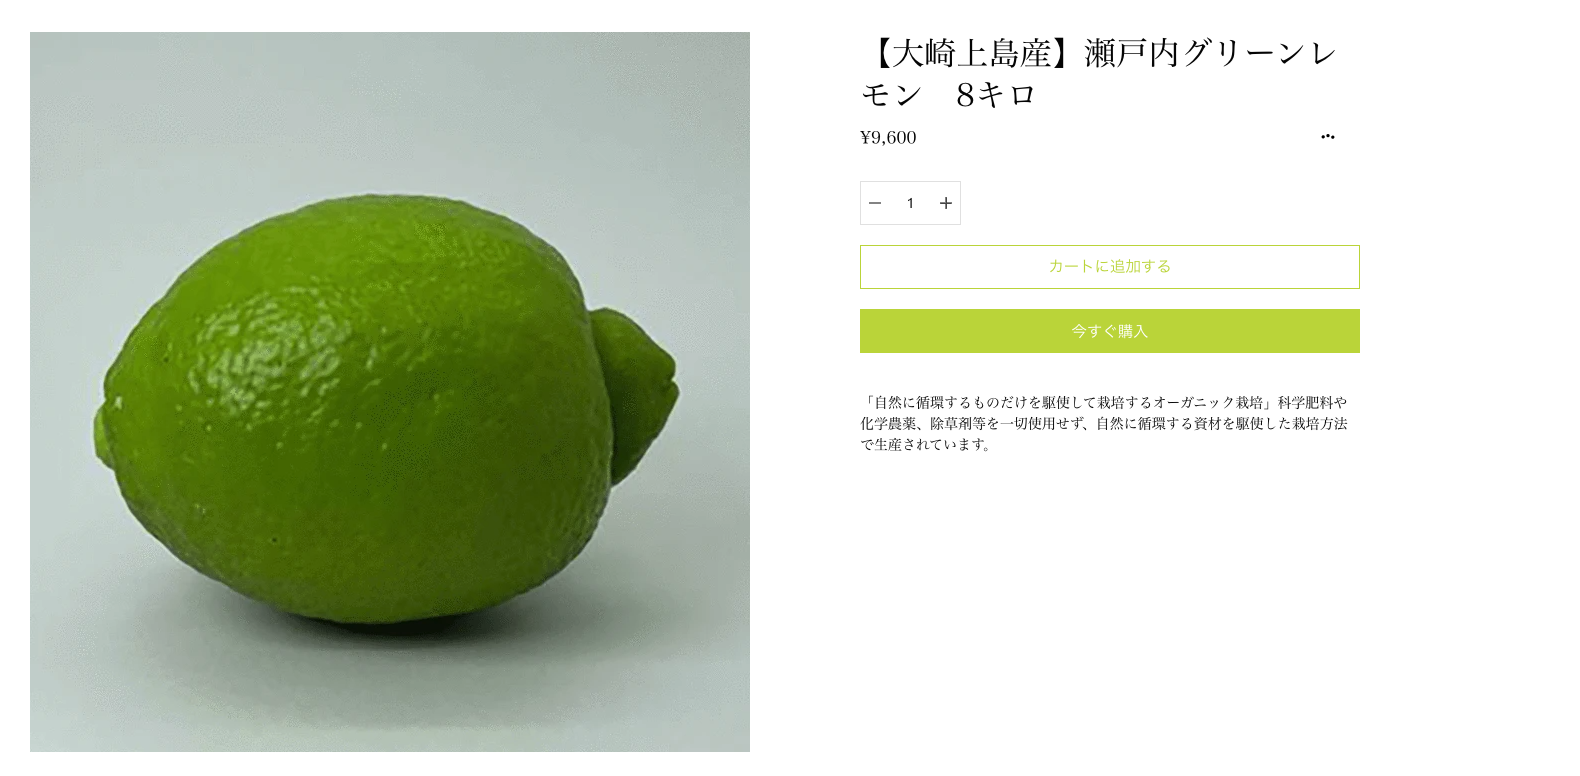 【大崎上島産】瀬戸内グリーンレ
モン　8キロ
¥9,600
1
カートに追加する
今すぐ購入
「自然に循環するものだけを駆使して栽培するオーガニック栽培」科学肥料や
化学農薬、除草剤等を一切使用せず、自然に循環する資材を駆使した栽培方法
で生産されています。